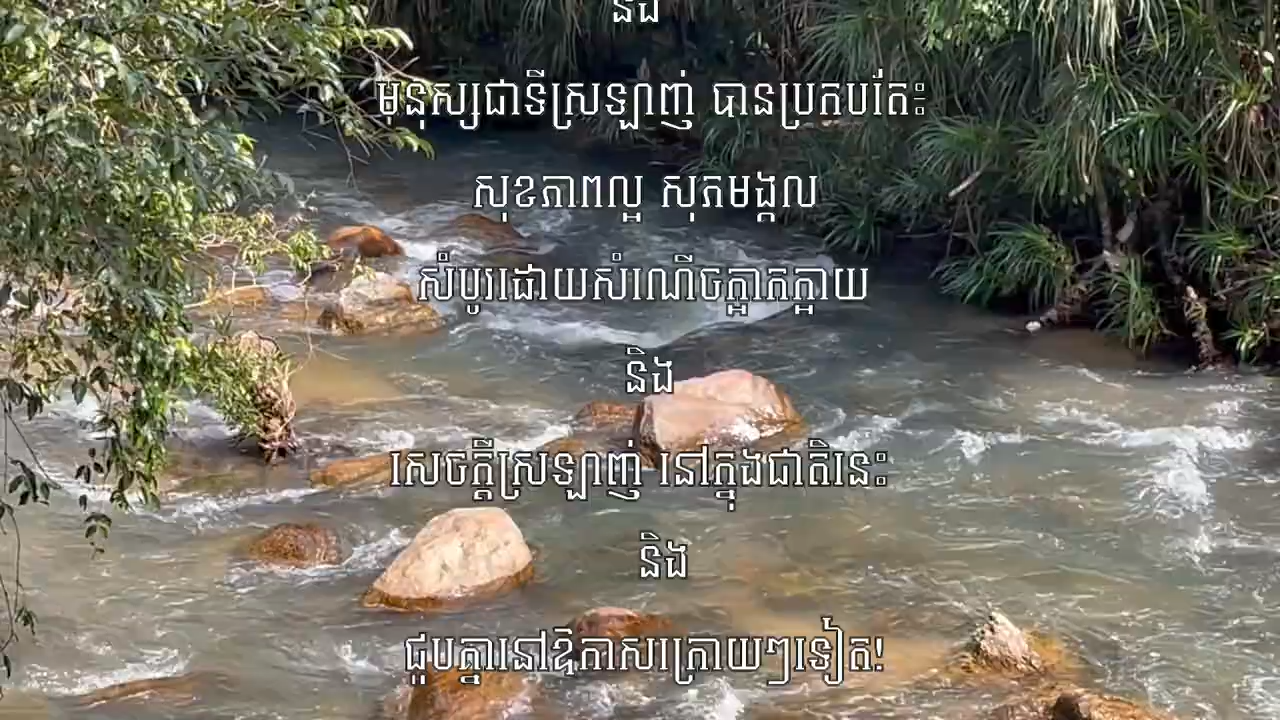 និង
មនុស្សជាទីស្រឡាញ់ បានប្រកបតែះ
សុខភាពល្អ សុភមង្គល
សំបូរដោយសំណើចក្អាកក្អាយ
និង
សេចក្ដីស្រឡាញ់ នៅក្នុងជាតិនេះ
និង
ជួបគ្នានៅឱកាសក្រោយៗទៀត!